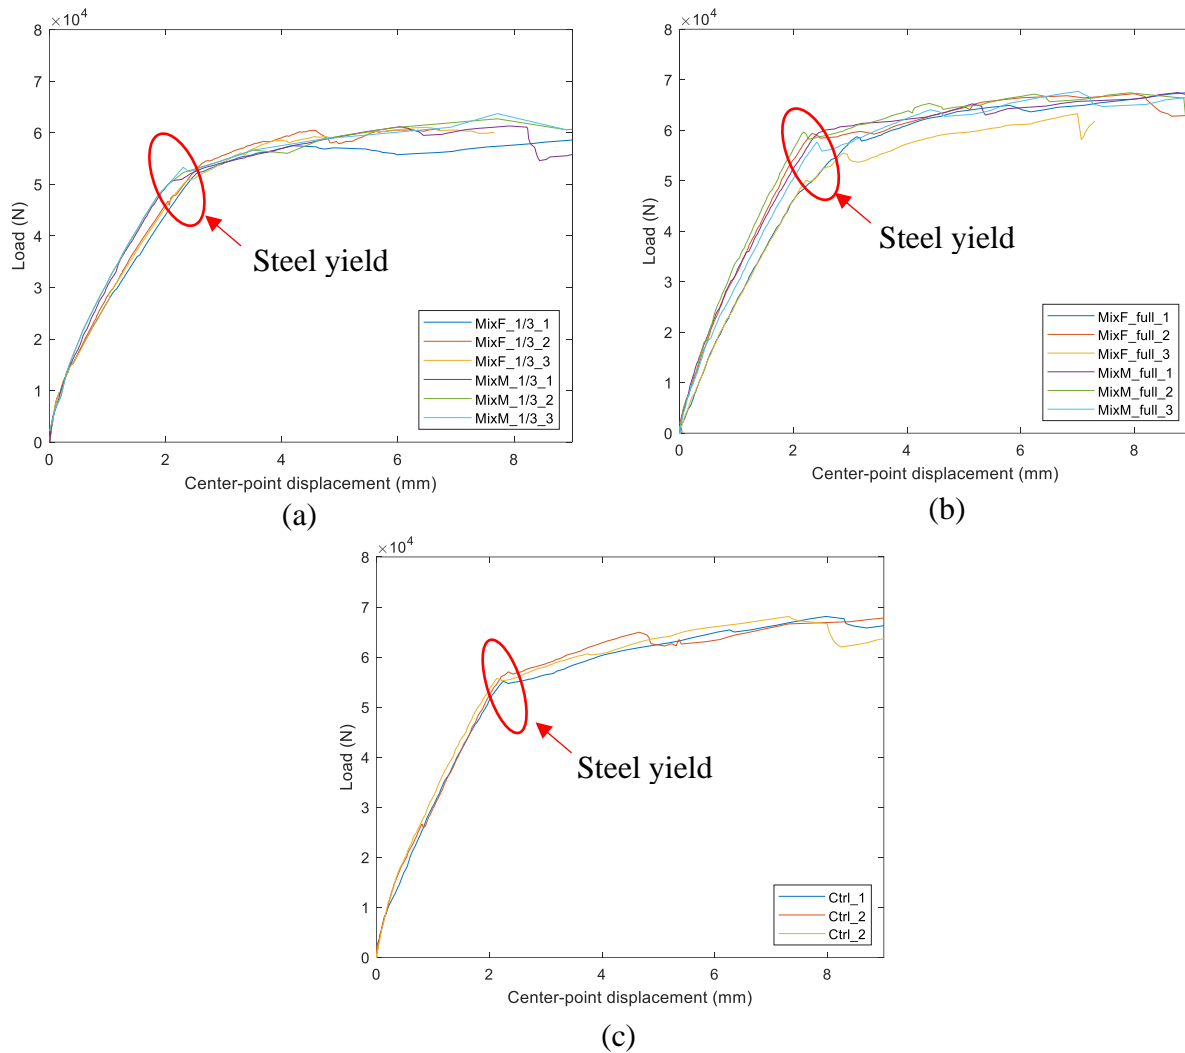 ×10⁴
8
7
6
5
4
3
2
1
0
Load (N)
0 2 4 6 8
Center-point displacement (mm)
Steel yield
MixF_1/3_1
MixF_1/3_2
MixF_1/3_3
MixM_1/3_1
MixM_1/3_2
MixM_1/3_3
(a)
×10⁴
8
7
6
5
4
3
2
1
0
Load (N)
0 2 4 6 8
Center-point displacement (mm)
Steel yield
MixF_full_1
MixF_full_2
MixF_full_3
MixM_full_1
MixM_full_2
MixM_full_3
(b)
×10⁴
8
7
6
5
4
3
2
1
0
Load (N)
0 2 4 6 8
Center-point displacement (mm)
Steel yield
Ctrl_1
Ctrl_2
Ctrl_2
(c)